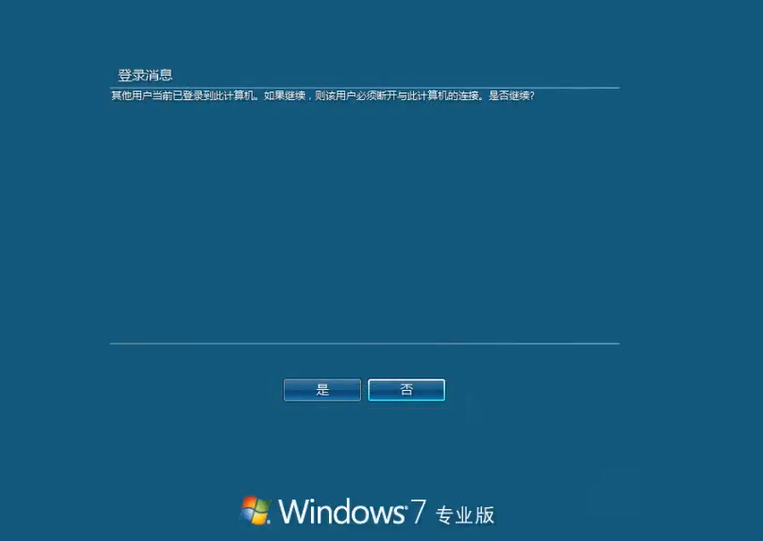 登录消息
其他用户当前已登录到此计算机。如果继续，则该用户必须断开与此计算机的连接。是否继续?
是 否
Windows 7 专业版